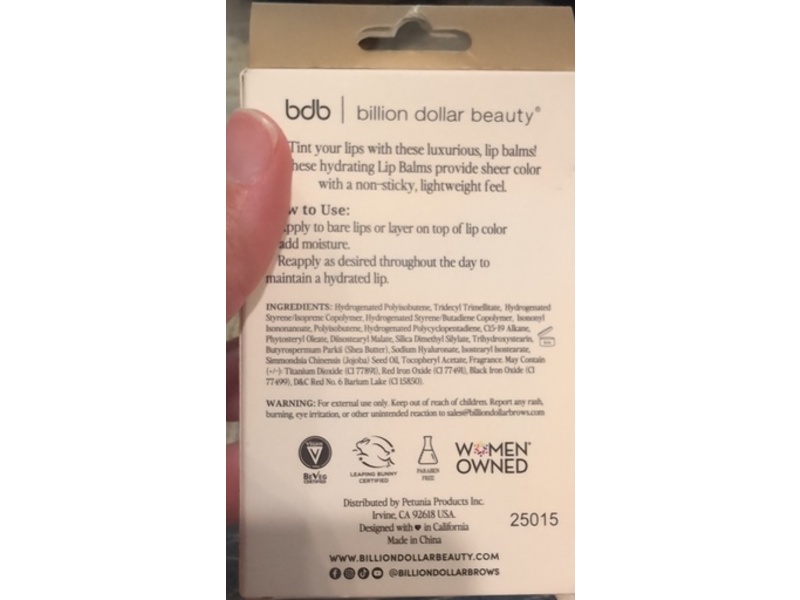 bdb | billion dollar beauty®
Tint your lips with these luxurious, lip balms!
hese hydrating Lip Balms provide sheer color
with a non-sticky, lightweight feel.
w to Use:
pply to bare lips or layer on top of lip color
add moisture.
Reapply as desired throughout the day to
maintain a hydrated lip.
INGREDIENTS: Hydrogenated Polyisobutene, Tridecyl Trimellitate, Hydrogenated
Styrene/Isoprene Copolymer, Hydrogenated Styrene/Butadiene Copolymer, Isononyl
Isononanoate, Polyisobutene, Hydrogenated Polycyclopentadiene, C15-19 Alkane,
Phytosteryl Oleate, Diisostearyl Malate, Silica Dimethyl Silylate, Trihydroxystearin,
Butyrospermum Parkii (Shea Butter), Sodium Hyaluronate, Isostearyl Isostearate,
Simmondsia Chinensis (Jojoba) Seed Oil, Tocopheryl Acetate, Fragrance. May Contain
(+/-): Titanium Dioxide (CI 77891), Red Iron Oxide (CI 77491), Black Iron Oxide (CI
77499), D&C Red No. 6 Barium Lake (CI 15850).
WARNING: For external use only. Keep out of reach of children. Report any rash,
burning, eye irritation, or other unintended reaction to sales@billiondollarbrows.com
BeVeg
CERTIFIED
LEAPING BUNNY
CERTIFIED
PARABEN
FREE
WOMEN
OWNED
Distributed by Petunia Products Inc.
Irvine, CA 92618 USA.
Designed with ♥ in California
Made in China
25015
WWW.BILLIONDOLLARBEAUTY.COM
@BILLIONDOLLARBROWS